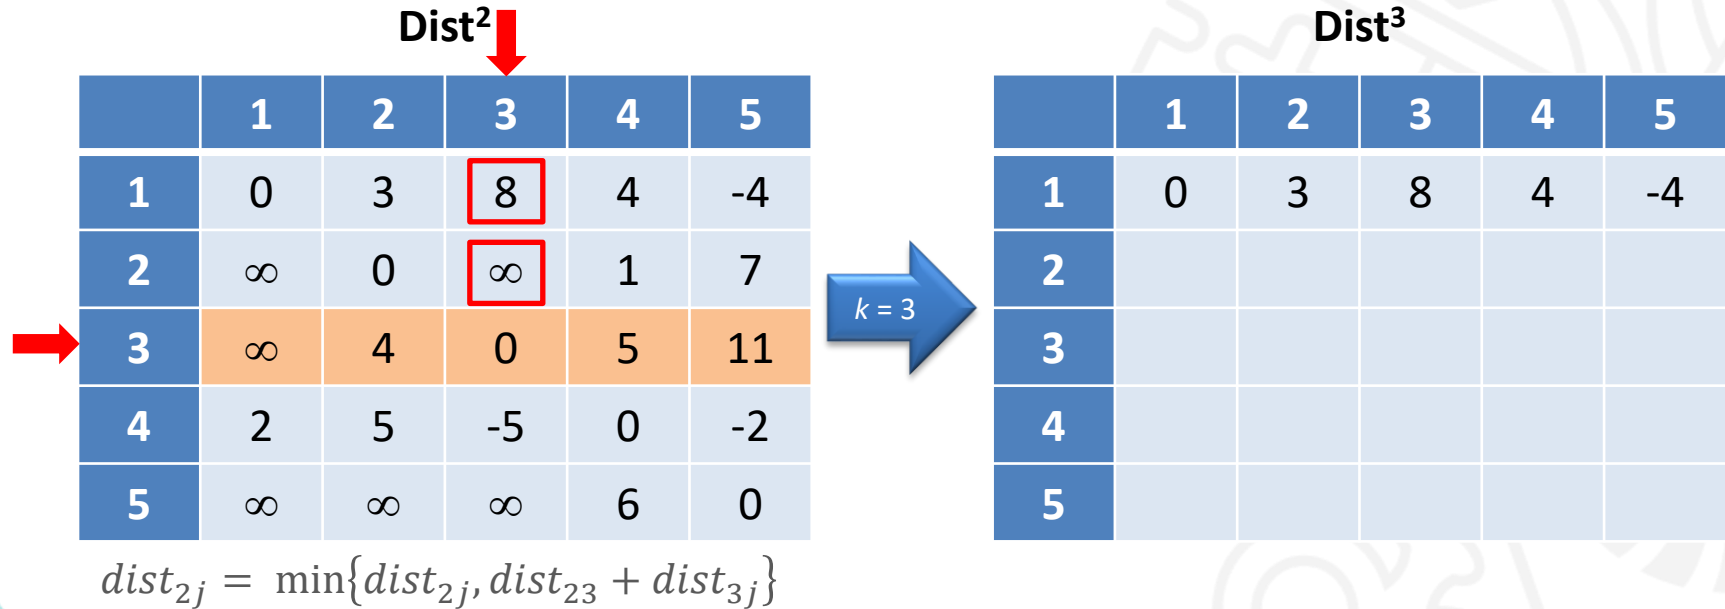 Dist² Dist³
1 2 3 4 5 1 2 3 4 5
1 0 3 8 4 -4 1 0 3 8 4 -4
2 ∞ 0 ∞ 1 7 2
k = 3
3 ∞ 4 0 5 11 3
4 2 5 -5 0 -2 4
5 ∞ ∞ ∞ 6 0 5
dist₂ⱼ = min{dist₂ⱼ, dist₂₃ + dist₃ⱼ}